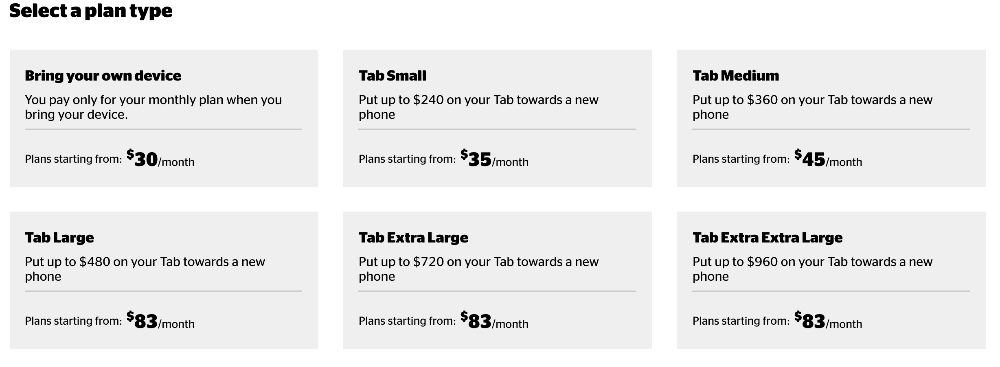 Select a plan type
Bring your own device
You pay only for your monthly plan when you
bring your device.
Plans starting from: $30/month
Tab Small
Put up to $240 on your Tab towards a new
phone
Plans starting from: $35/month
Tab Medium
Put up to $360 on your Tab towards a new
phone
Plans starting from: $45/month
Tab Large
Put up to $480 on your Tab towards a new
phone
Plans starting from: $83/month
Tab Extra Large
Put up to $720 on your Tab towards a new
phone
Plans starting from: $83/month
Tab Extra Extra Large
Put up to $960 on your Tab towards a new
phone
Plans starting from: $83/month